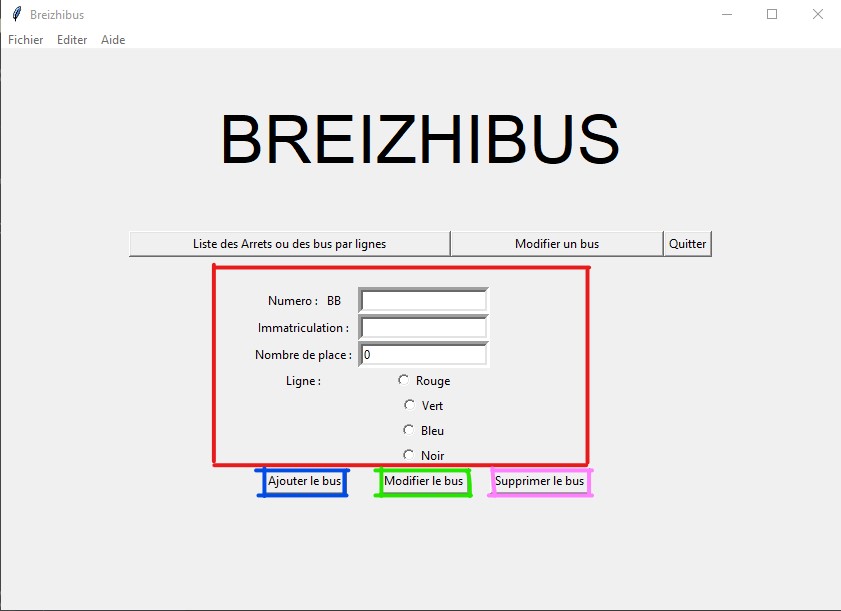 Breizhibus
Fichier Editer Aide
BREIZHIBUS
Liste des Arrets ou des bus par lignes Modifier un bus Quitter
Numero : BB
Immatriculation :
Nombre de place : 0
Ligne : Rouge
Vert
Bleu
Noir
Ajouter le bus Modifier le bus Supprimer le bus